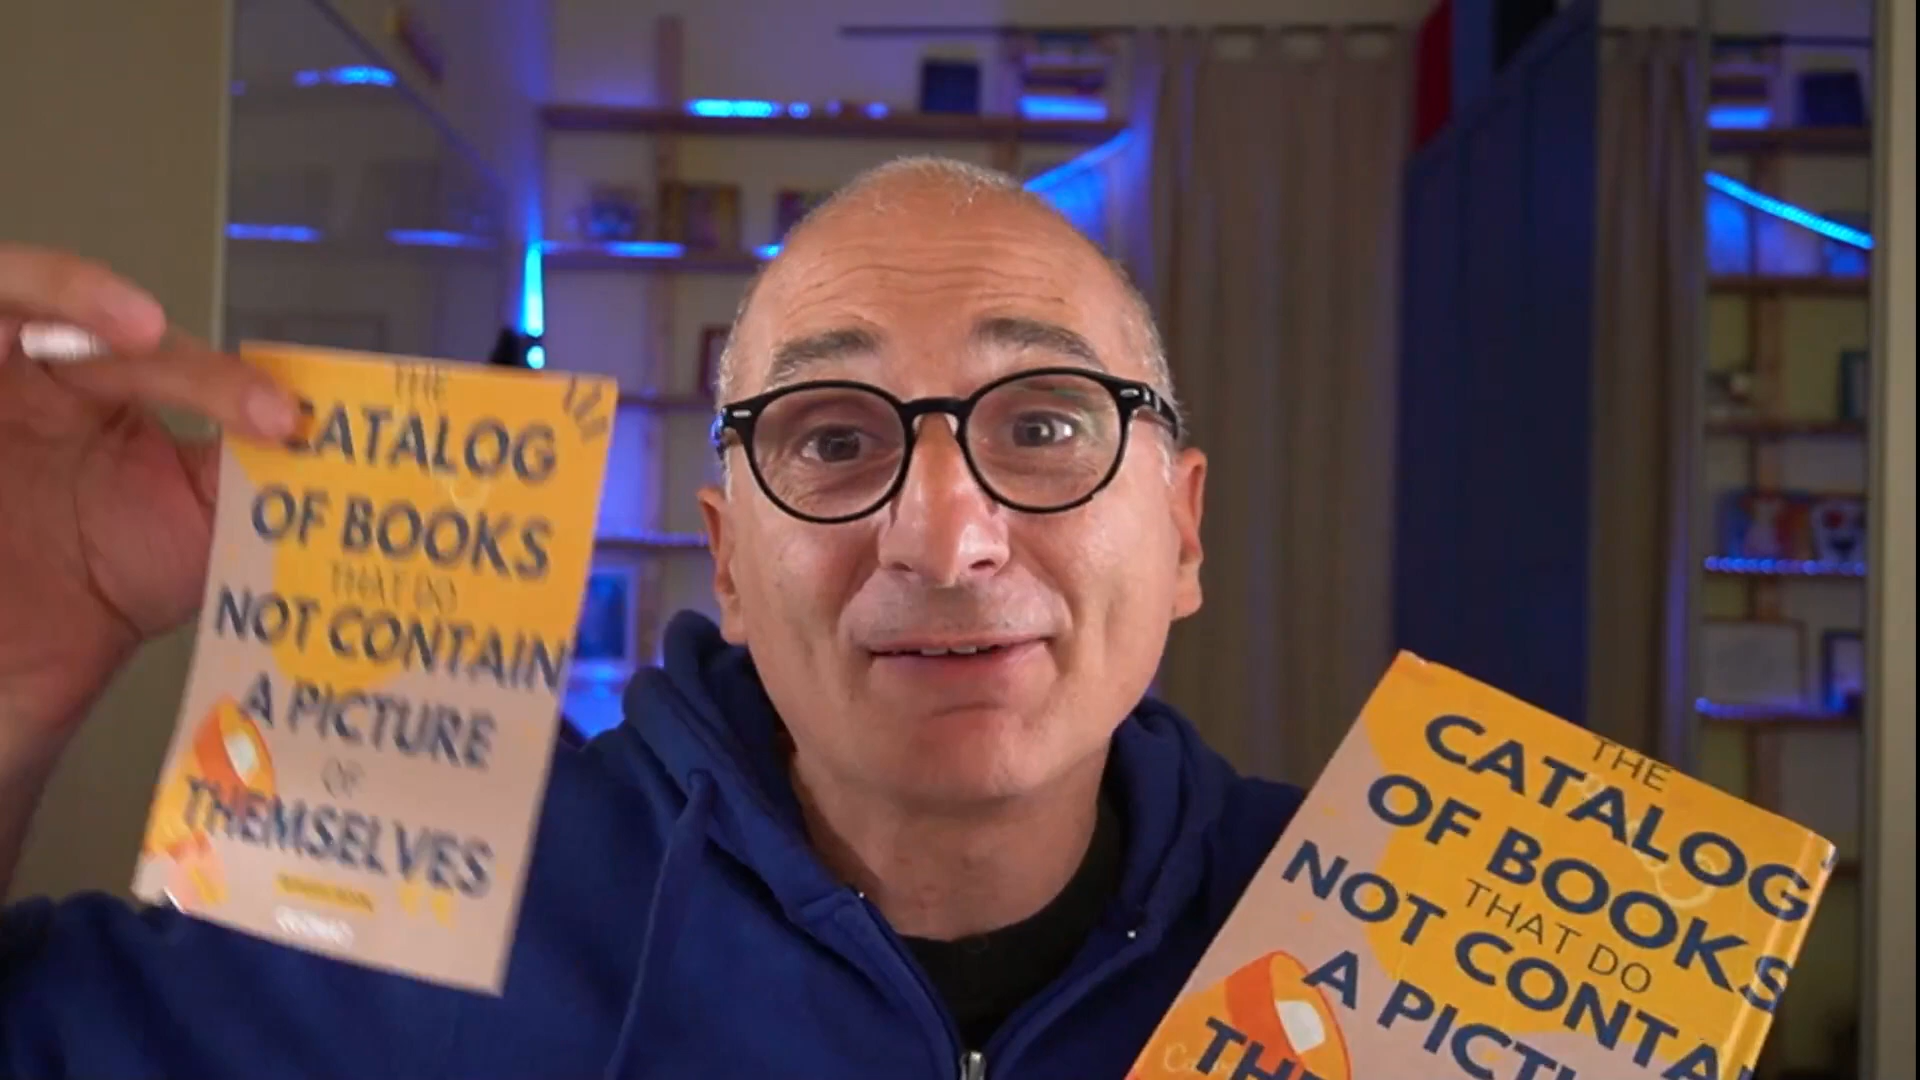 THE
CATALOG
OF BOOKS
THAT DO
NOT CONTAIN
A PICTURE
OF
THEMSELVES
THE
CATALOG
OF BOOKS
THAT DO
NOT CONTAI
A PICTU
THE